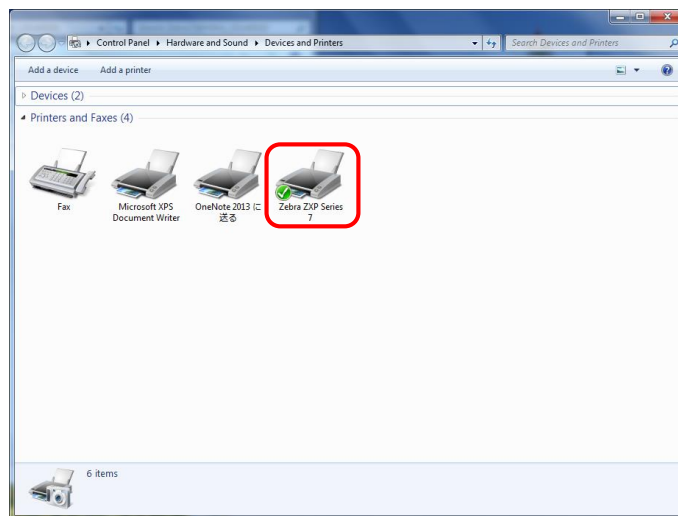 Control Panel ▸ Hardware and Sound ▸ Devices and Printers
Search Devices and Printers
Add a device Add a printer
Devices (2)
Printers and Faxes (4)
Fax
Microsoft XPS
Document Writer
OneNote 2013 に
送る
Zebra ZXP Series
7
6 items